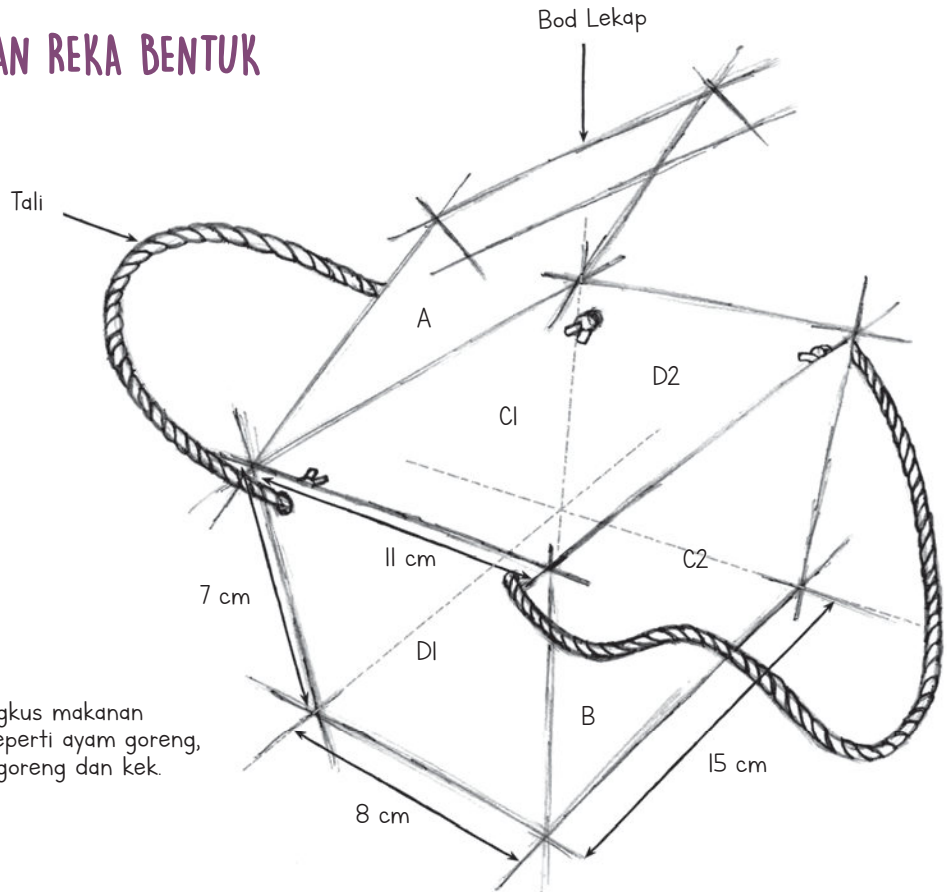 AN REKA BENTUK
Bod Lekap
Tali
A
D2
C1
11 cm
C2
7 cm
D1
B
gkus makanan
eperti ayam goreng,
goreng dan kek.
15 cm
8 cm